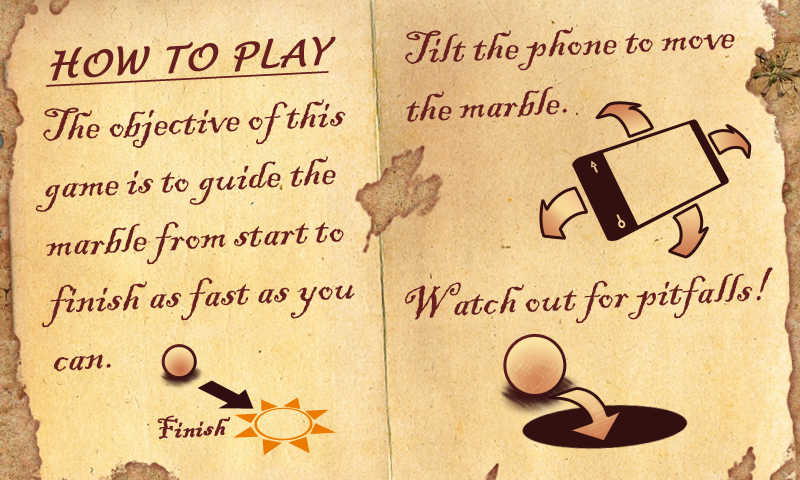 HOW TO PLAY
The objective of this
game is to guide the
marble from start to
finish as fast as you
can.
Finish
Tilt the phone to move
the marble.
Watch out for pitfalls!